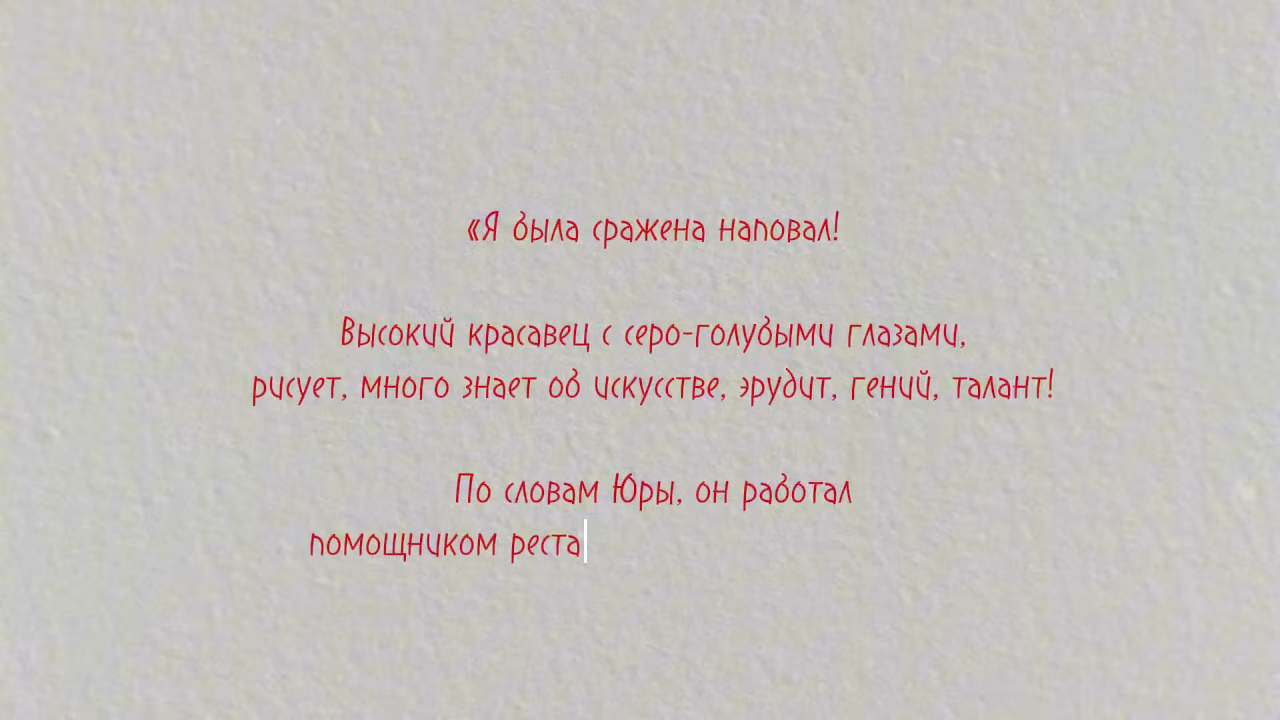 «Я была сражена наповал!
Высокий красавец с серо-голубыми глазами,
рисует, много знает об искусстве, эрудит, гений, талант!
По словам Юры, он работал
помощником реста